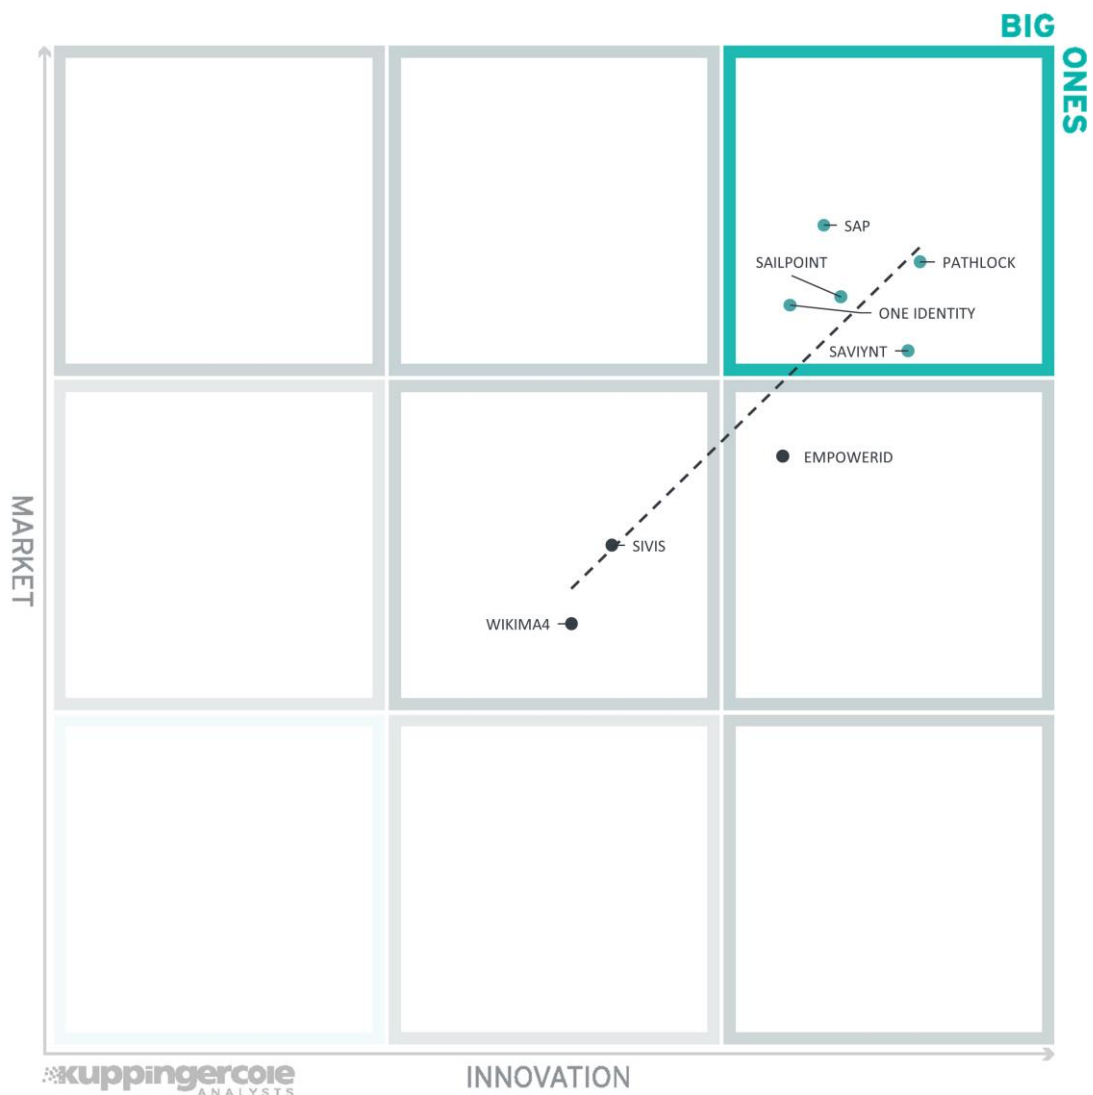 BIG
ONES
SAP
SAILPOINT
PATHLOCK
ONE IDENTITY
SAVIYNT
EMPOWERID
MARKET
SIVIS
WIKIMA4
kuppingercole
ANALYSTS
INNOVATION